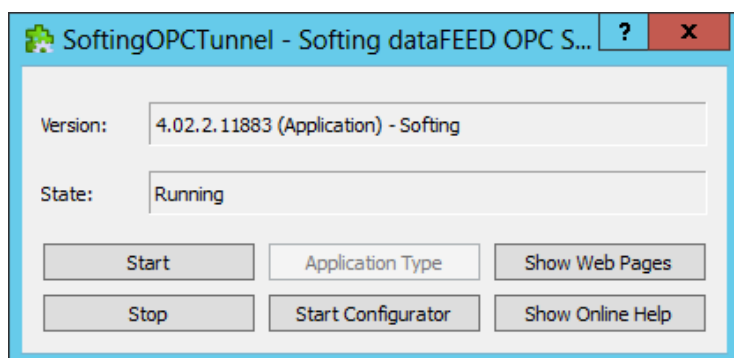 SoftingOPCTunnel - Softing dataFEED OPC S... ? x
Version: 4.02.2.11883 (Application) - Softing
State: Running
Start Application Type Show Web Pages
Stop Start Configurator Show Online Help